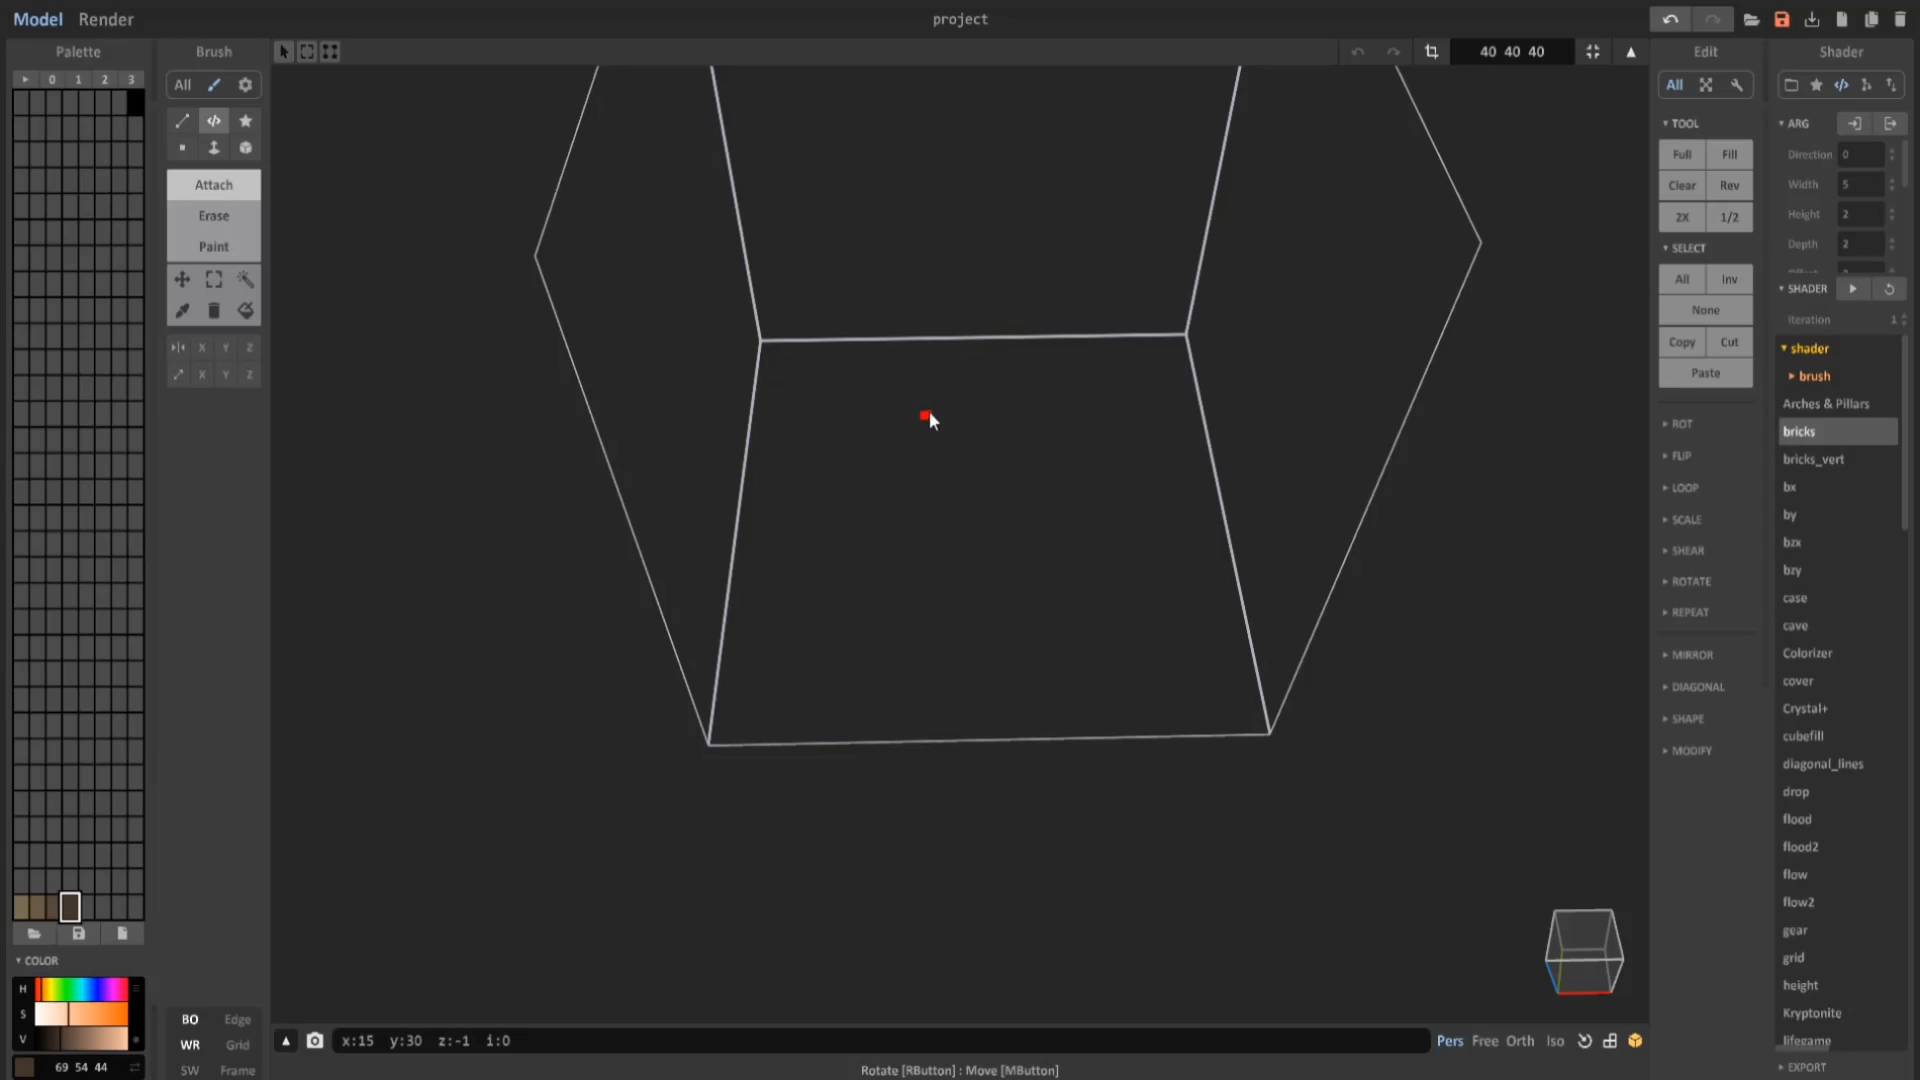 Model Render project
Palette Brush 40 40 40 Edit Shader
0 1 2 3 All All
TOOL ARG
Full Fill Direction 0
Attach Clear Rev Width 5
Erase 2X 1/2 Height 2
Paint SELECT Depth 2
All Inv SHADER
None Iteration 1
X Y Z Copy Cut shader
X Y Z Paste brush
Arches & Pillars
ROT bricks
FLIP bricks_vert
LOOP bx
SCALE by
SHEAR bzx
ROTATE bzy
REPEAT case
cave
MIRROR Colorizer
DIAGONAL cover
SHAPE Crystal+
MODIFY cubefill
diagonal_lines
drop
flood
flood2
flow
flow2
gear
COLOR grid
H height
S BO Edge Kryptonite
V WR Grid x:15 y:30 z:-1 i:0 Pers Free Orth Iso lifegame
69 54 44 SW Frame Rotate [RButton] : Move [MButton] EXPORT